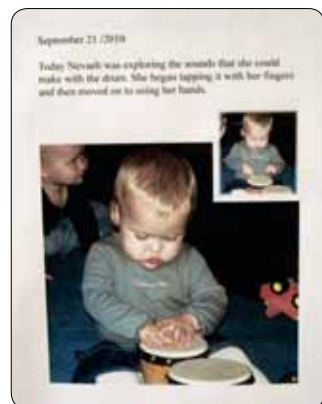 September 21 /2010
Today Nevaeh was exploring the sounds that she could
make with the drum. She began tapping it with her fingers
and then moved on to using her hands.